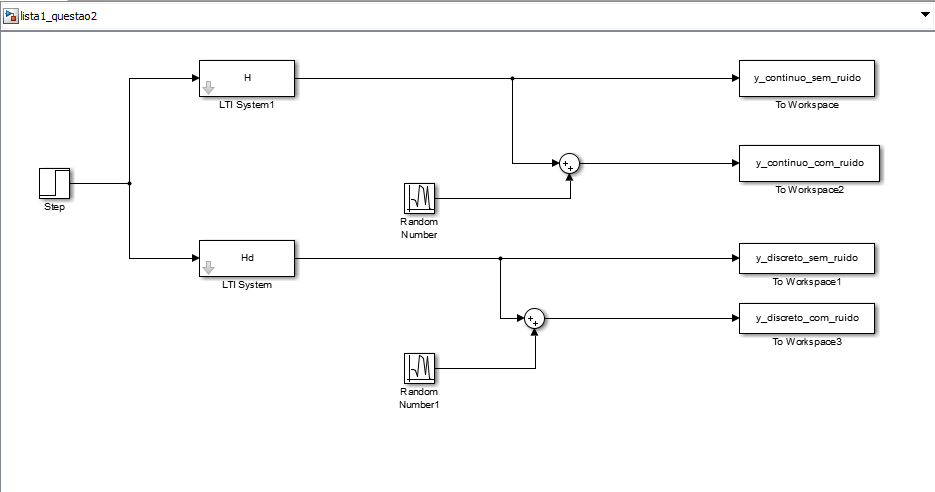 lista1_questao2
H
LTI System1
y_continuo_sem_ruido
To Workspace
y_continuo_com_ruido
To Workspace2
Step
Random
Number
Hd
LTI System
y_discreto_sem_ruido
To Workspace1
y_discreto_com_ruido
To Workspace3
Random
Number1